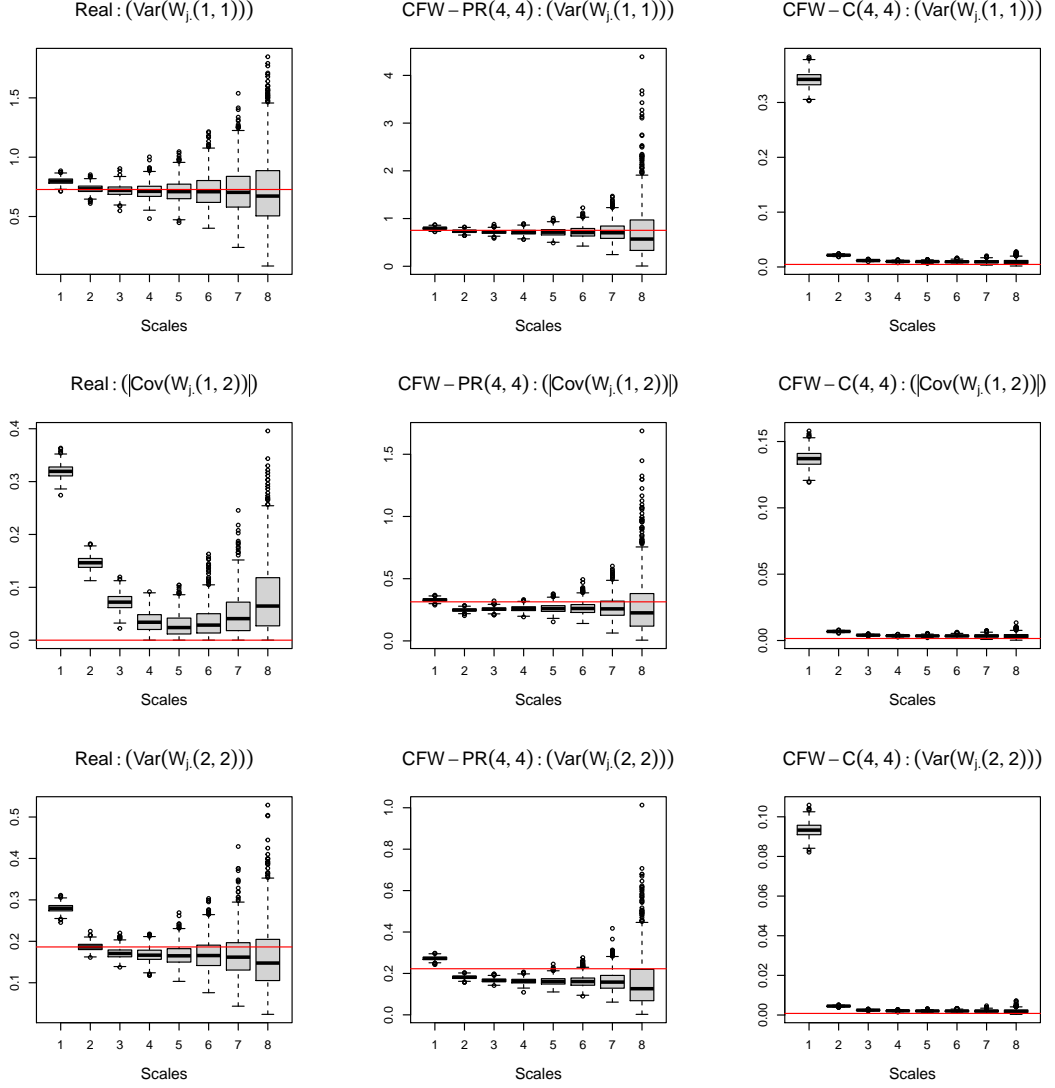 Real : (Var(W_j.(1, 1)))
CFW−PR(4, 4) : (Var(W_j.(1, 1)))
CFW−C(4, 4) : (Var(W_j.(1, 1)))
0.5 1.0 1.5
1 2 3 4 5 6 7 8
Scales
0 1 2 3 4
1 2 3 4 5 6 7 8
Scales
0.0 0.1 0.2 0.3
1 2 3 4 5 6 7 8
Scales
Real : (|Cov(W_j.(1, 2))|)
CFW−PR(4, 4) : (|Cov(W_j.(1, 2))|)
CFW−C(4, 4) : (|Cov(W_j.(1, 2))|)
0.0 0.1 0.2 0.3 0.4
1 2 3 4 5 6 7 8
Scales
0.0 0.5 1.0 1.5
1 2 3 4 5 6 7 8
Scales
0.00 0.05 0.10 0.15
1 2 3 4 5 6 7 8
Scales
Real : (Var(W_j.(2, 2)))
CFW−PR(4, 4) : (Var(W_j.(2, 2)))
CFW−C(4, 4) : (Var(W_j.(2, 2)))
0.1 0.2 0.3 0.4 0.5
1 2 3 4 5 6 7 8
Scales
0.0 0.2 0.4 0.6 0.8 1.0
1 2 3 4 5 6 7 8
Scales
0.00 0.02 0.04 0.06 0.08 0.10
1 2 3 4 5 6 7 8
Scales